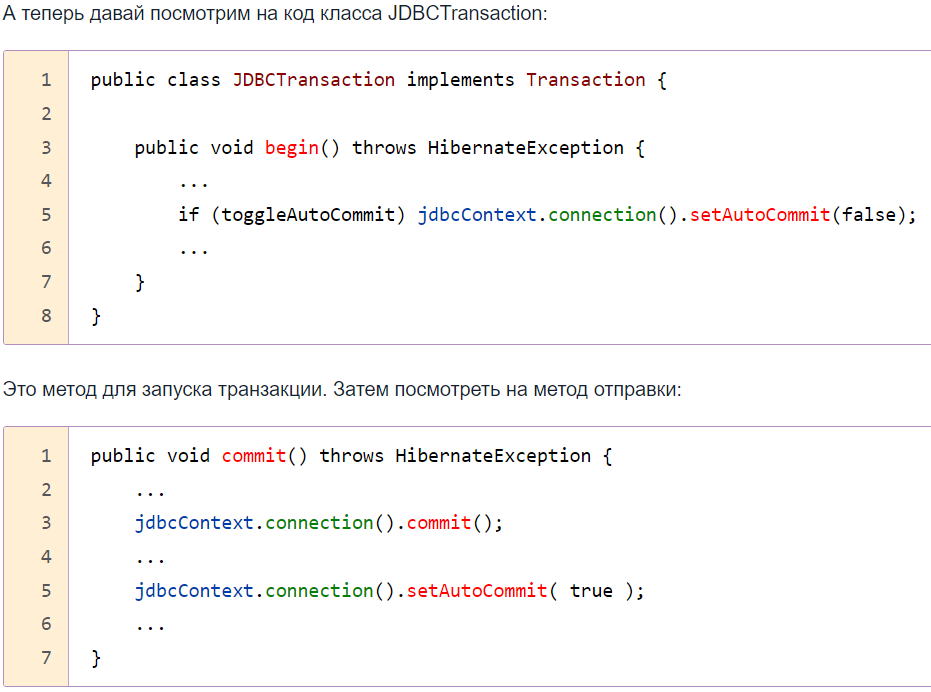 А теперь давай посмотрим на код класса JDBCTransaction:
1 public class JDBCTransaction implements Transaction {
2
3 public void begin() throws HibernateException {
4 ...
5 if (toggleAutoCommit) jdbcContext.connection().setAutoCommit(false);
6 ...
7 }
8 }
Это метод для запуска транзакции. Затем посмотреть на метод отправки:
1 public void commit() throws HibernateException {
2 ...
3 jdbcContext.connection().commit();
4 ...
5 jdbcContext.connection().setAutoCommit( true );
6 ...
7 }